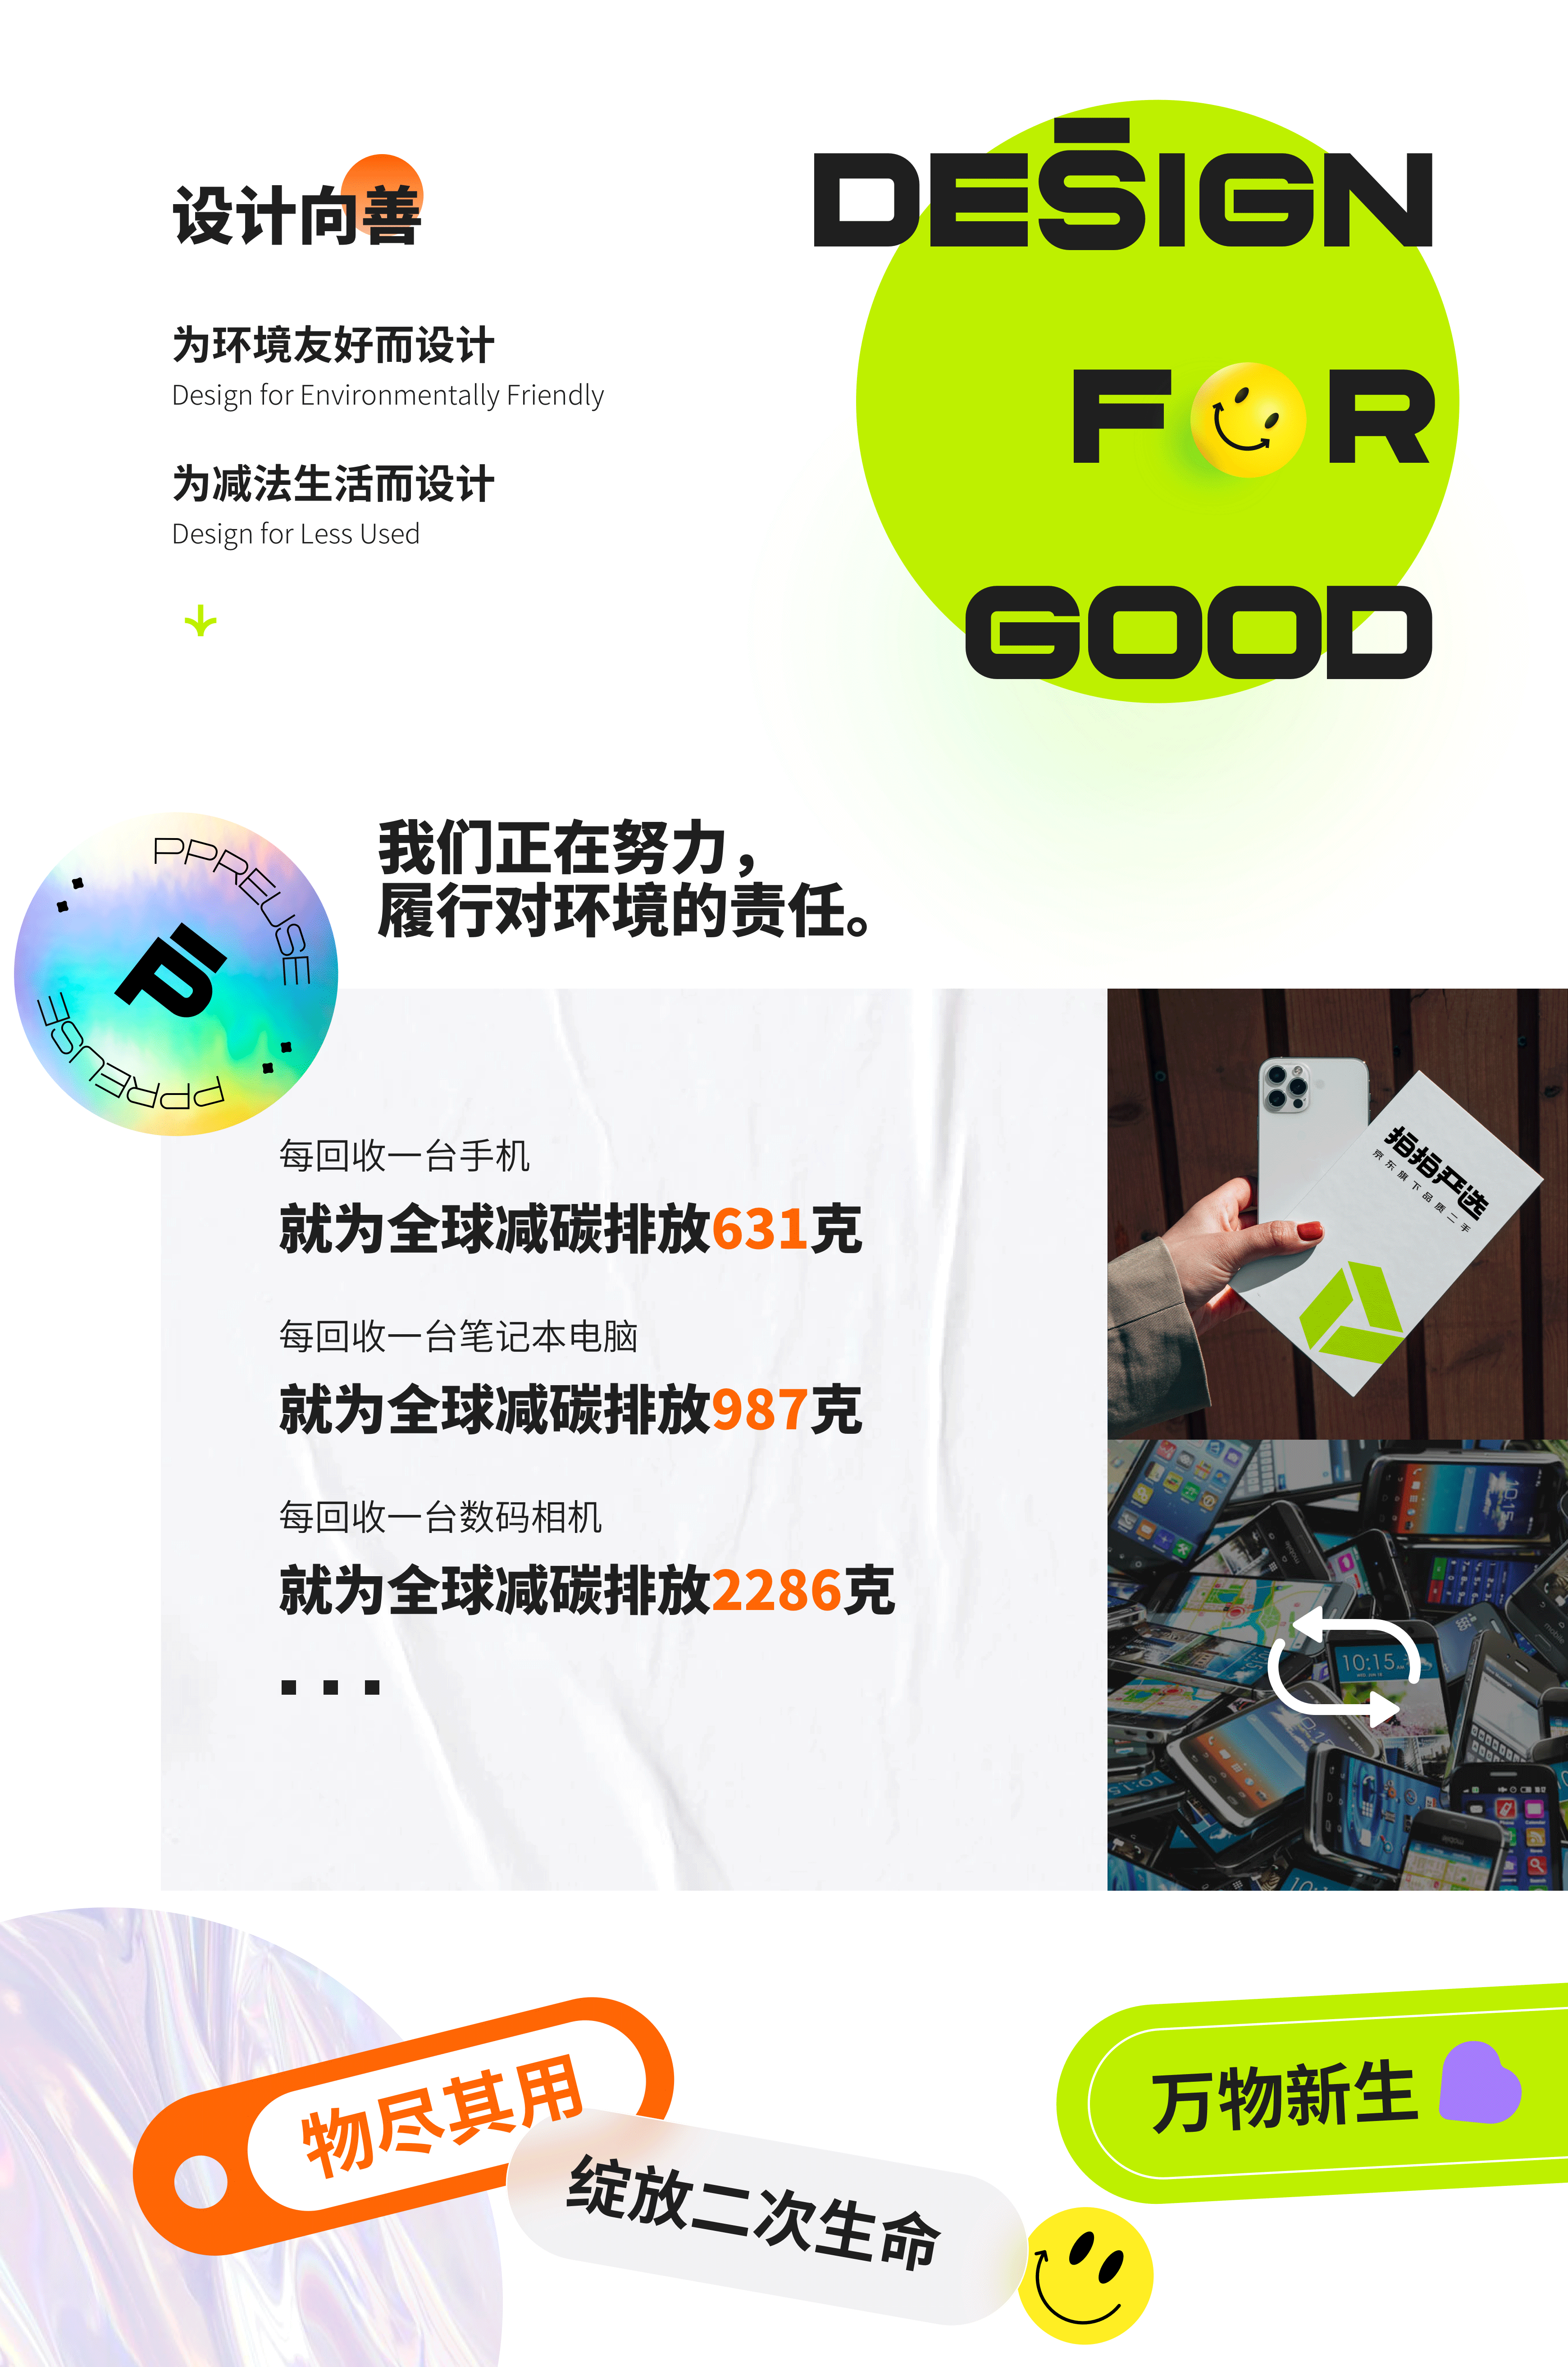 设计向善
为环境友好而设计
Design for Environmentally Friendly
为减法生活而设计
Design for Less Used
DESIGN
FOR
GOOD
PPREUSE
PPREUSE
我们正在努力，
履行对环境的责任。
每回收一台手机
就为全球减碳排放631克
每回收一台笔记本电脑
就为全球减碳排放987克
每回收一台数码相机
就为全球减碳排放2286克
拍拍严选
京东旗下品质二手
10:15
物尽其用
绽放二次生命
万物新生